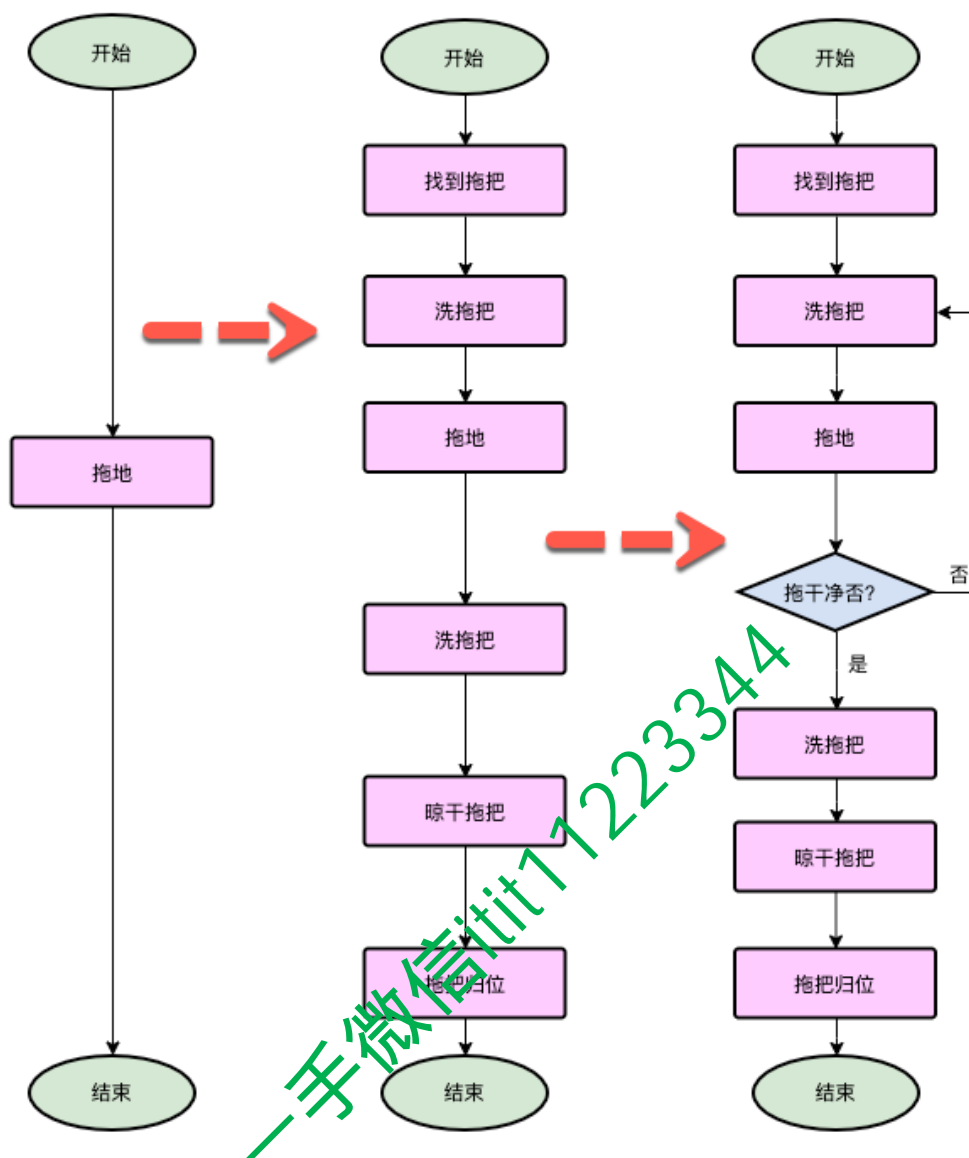 开始
拖地
结束
开始
找到拖把
洗拖把
拖地
洗拖把
晾干拖把
拖把归位
结束
开始
找到拖把
洗拖把
拖地
拖干净否?
否
是
洗拖把
晾干拖把
拖把归位
结束
一手微信itit11223344